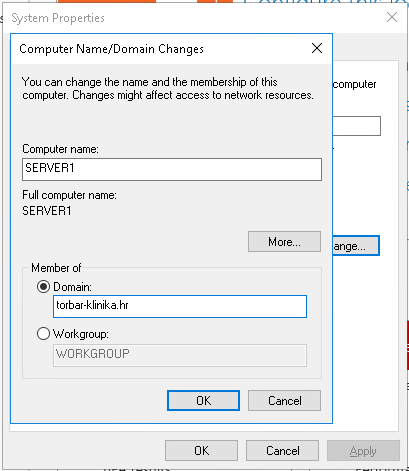 System Properties
Computer Name/Domain Changes
You can change the name and the membership of this
computer. Changes might affect access to network resources.
computer
Computer name:
SERVER1
Full computer name:
SERVER1
More...
ange...
Member of
Domain:
torbar-klinika.hr
Workgroup:
WORKGROUP
OK
Cancel
OK
Cancel
Apply